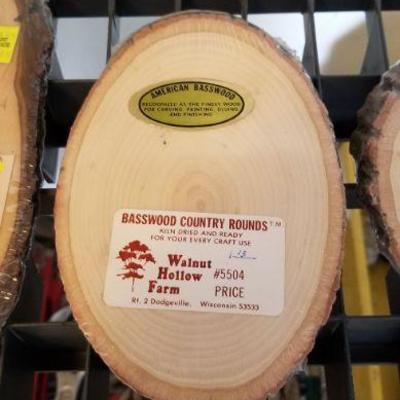 AMERICAN BASSWOOD
RECOGNIZED AS THE FINEST WOOD
FOR CARVING, PAINTING, BURNING
AND FINISHING
BASSWOOD COUNTRY ROUNDS™
KILN DRIED AND READY
FOR YOUR EVERY CRAFT USE
Walnut
Hollow #5504
Farm PRICE
Rt. 2 Dodgeville, Wisconsin 53533